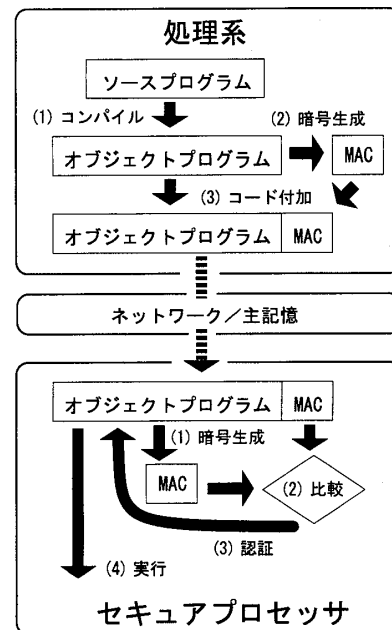 処理系
ソースプログラム
(1) コンパイル
(2) 暗号生成
オブジェクトプログラム
MAC
(3) コード付加
オブジェクトプログラム MAC
ネットワーク／主記憶
オブジェクトプログラム MAC
(1) 暗号生成
MAC
(2) 比較
(3) 認証
(4) 実行
セキュアプロセッサ